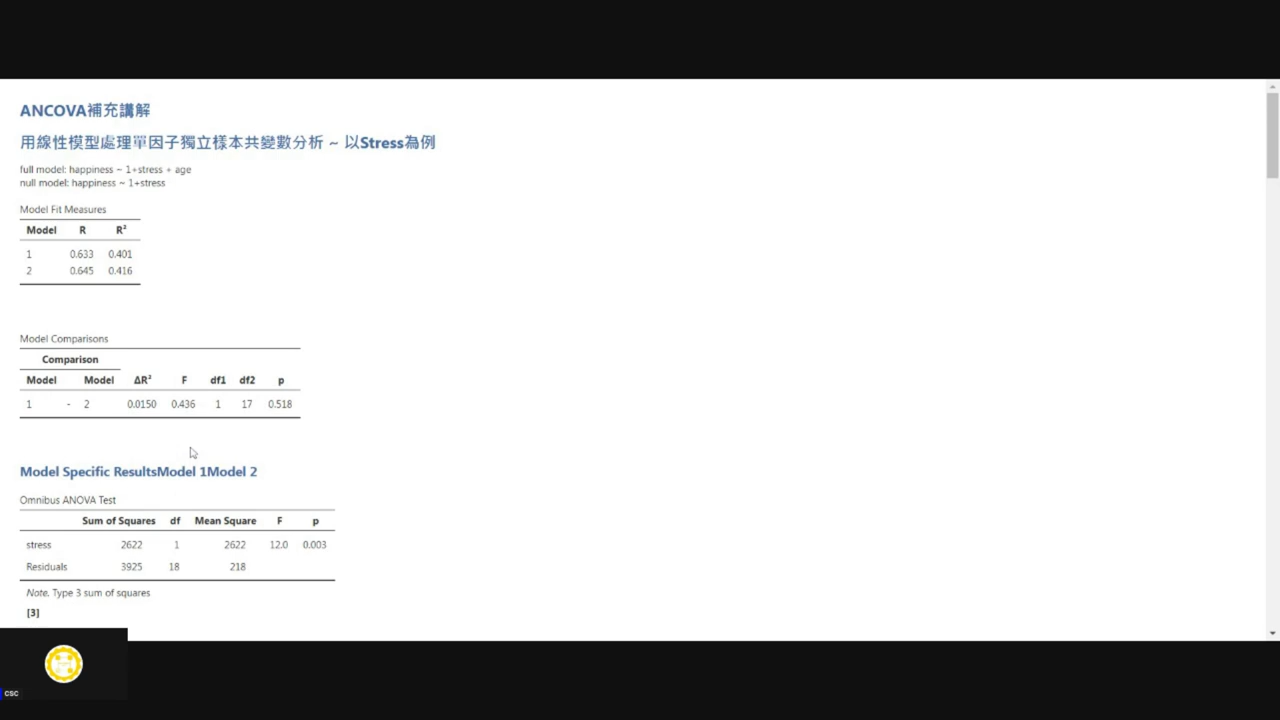 ANCOVA補充講解
用線性模型處理單因子獨立樣本共變數分析 ~ 以Stress為例
full model: happiness ~ 1+stress + age
null model: happiness ~ 1+stress
Model Fit Measures
Model R R²
1 0.633 0.401
2 0.645 0.416
Model Comparisons
Comparison
Model Model ΔR² F df1 df2 p
1 - 2 0.0150 0.436 1 17 0.518
Model Specific ResultsModel 1Model 2
Omnibus ANOVA Test
Sum of Squares df Mean Square F p
stress 2622 1 2622 12.0 0.003
Residuals 3925 18 218
Note. Type 3 sum of squares
[3]
csc